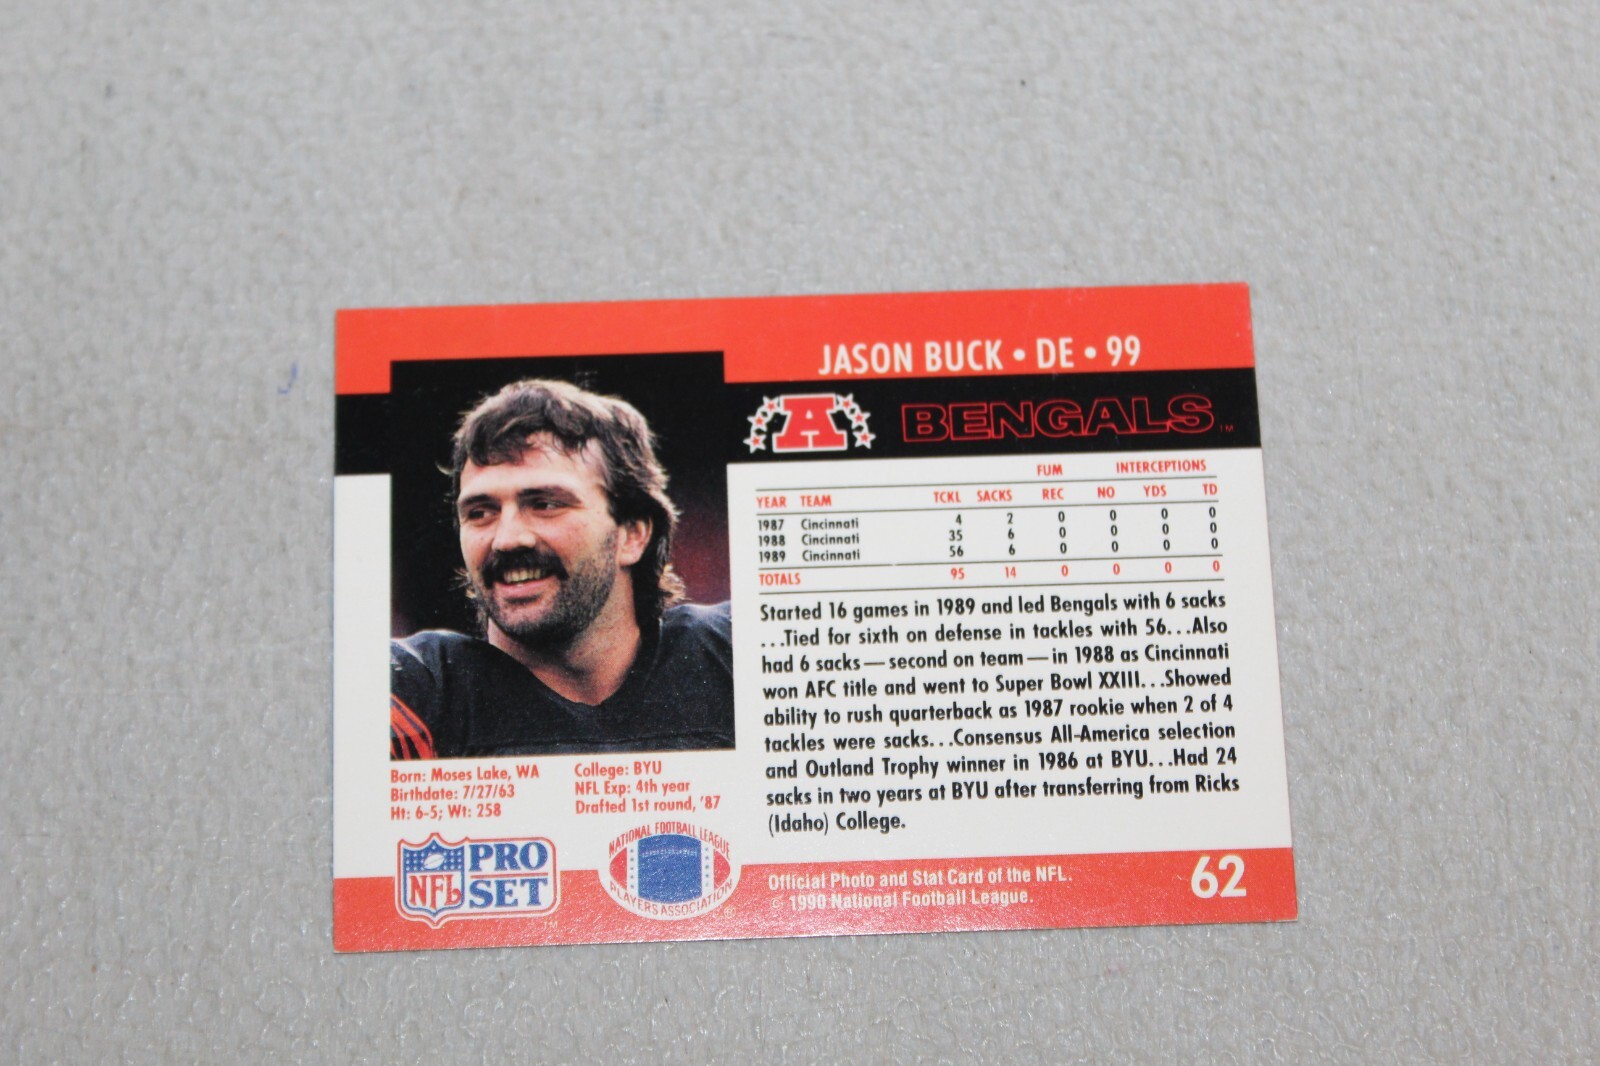 JASON BUCK • DE • 99
A BENGALS TM
FUM INTERCEPTIONS
YEAR TEAM TCKL SACKS REC NO YDS TD
1987 Cincinnati 4 2 0 0 0 0
1988 Cincinnati 35 6 0 0 0 0
1989 Cincinnati 56 6 0 0 0 0
TOTALS 95 14 0 0 0 0
Started 16 games in 1989 and led Bengals with 6 sacks
...Tied for sixth on defense in tackles with 56...Also
had 6 sacks — second on team — in 1988 as Cincinnati
won AFC title and went to Super Bowl XXIII...Showed
ability to rush quarterback as 1987 rookie when 2 of 4
tackles were sacks...Consensus All-America selection
and Outland Trophy winner in 1986 at BYU...Had 24
sacks in two years at BYU after transferring from Ricks
(Idaho) College.
Born: Moses Lake, WA
Birthdate: 7/27/63
Ht: 6-5; Wt: 258
College: BYU
NFL Exp: 4th year
Drafted 1st round, '87
NFL PRO
SET
TM
NATIONAL FOOTBALL LEAGUE
PLAYERS ASSOCIATION
Official Photo and Stat Card of the NFL.
© 1990 National Football League.
62